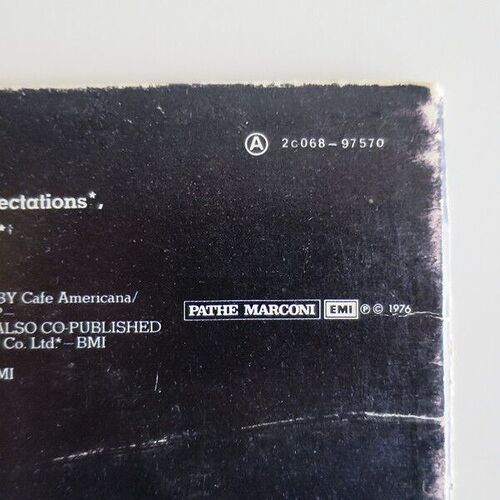 Ⓐ 2C068-97570
ectations*,
*
BY Cafe Americana/
ALSO CO-PUBLISHED
Co. Ltd.* – BMI
MI
PATHE MARCONI EMI ℗ © 1976